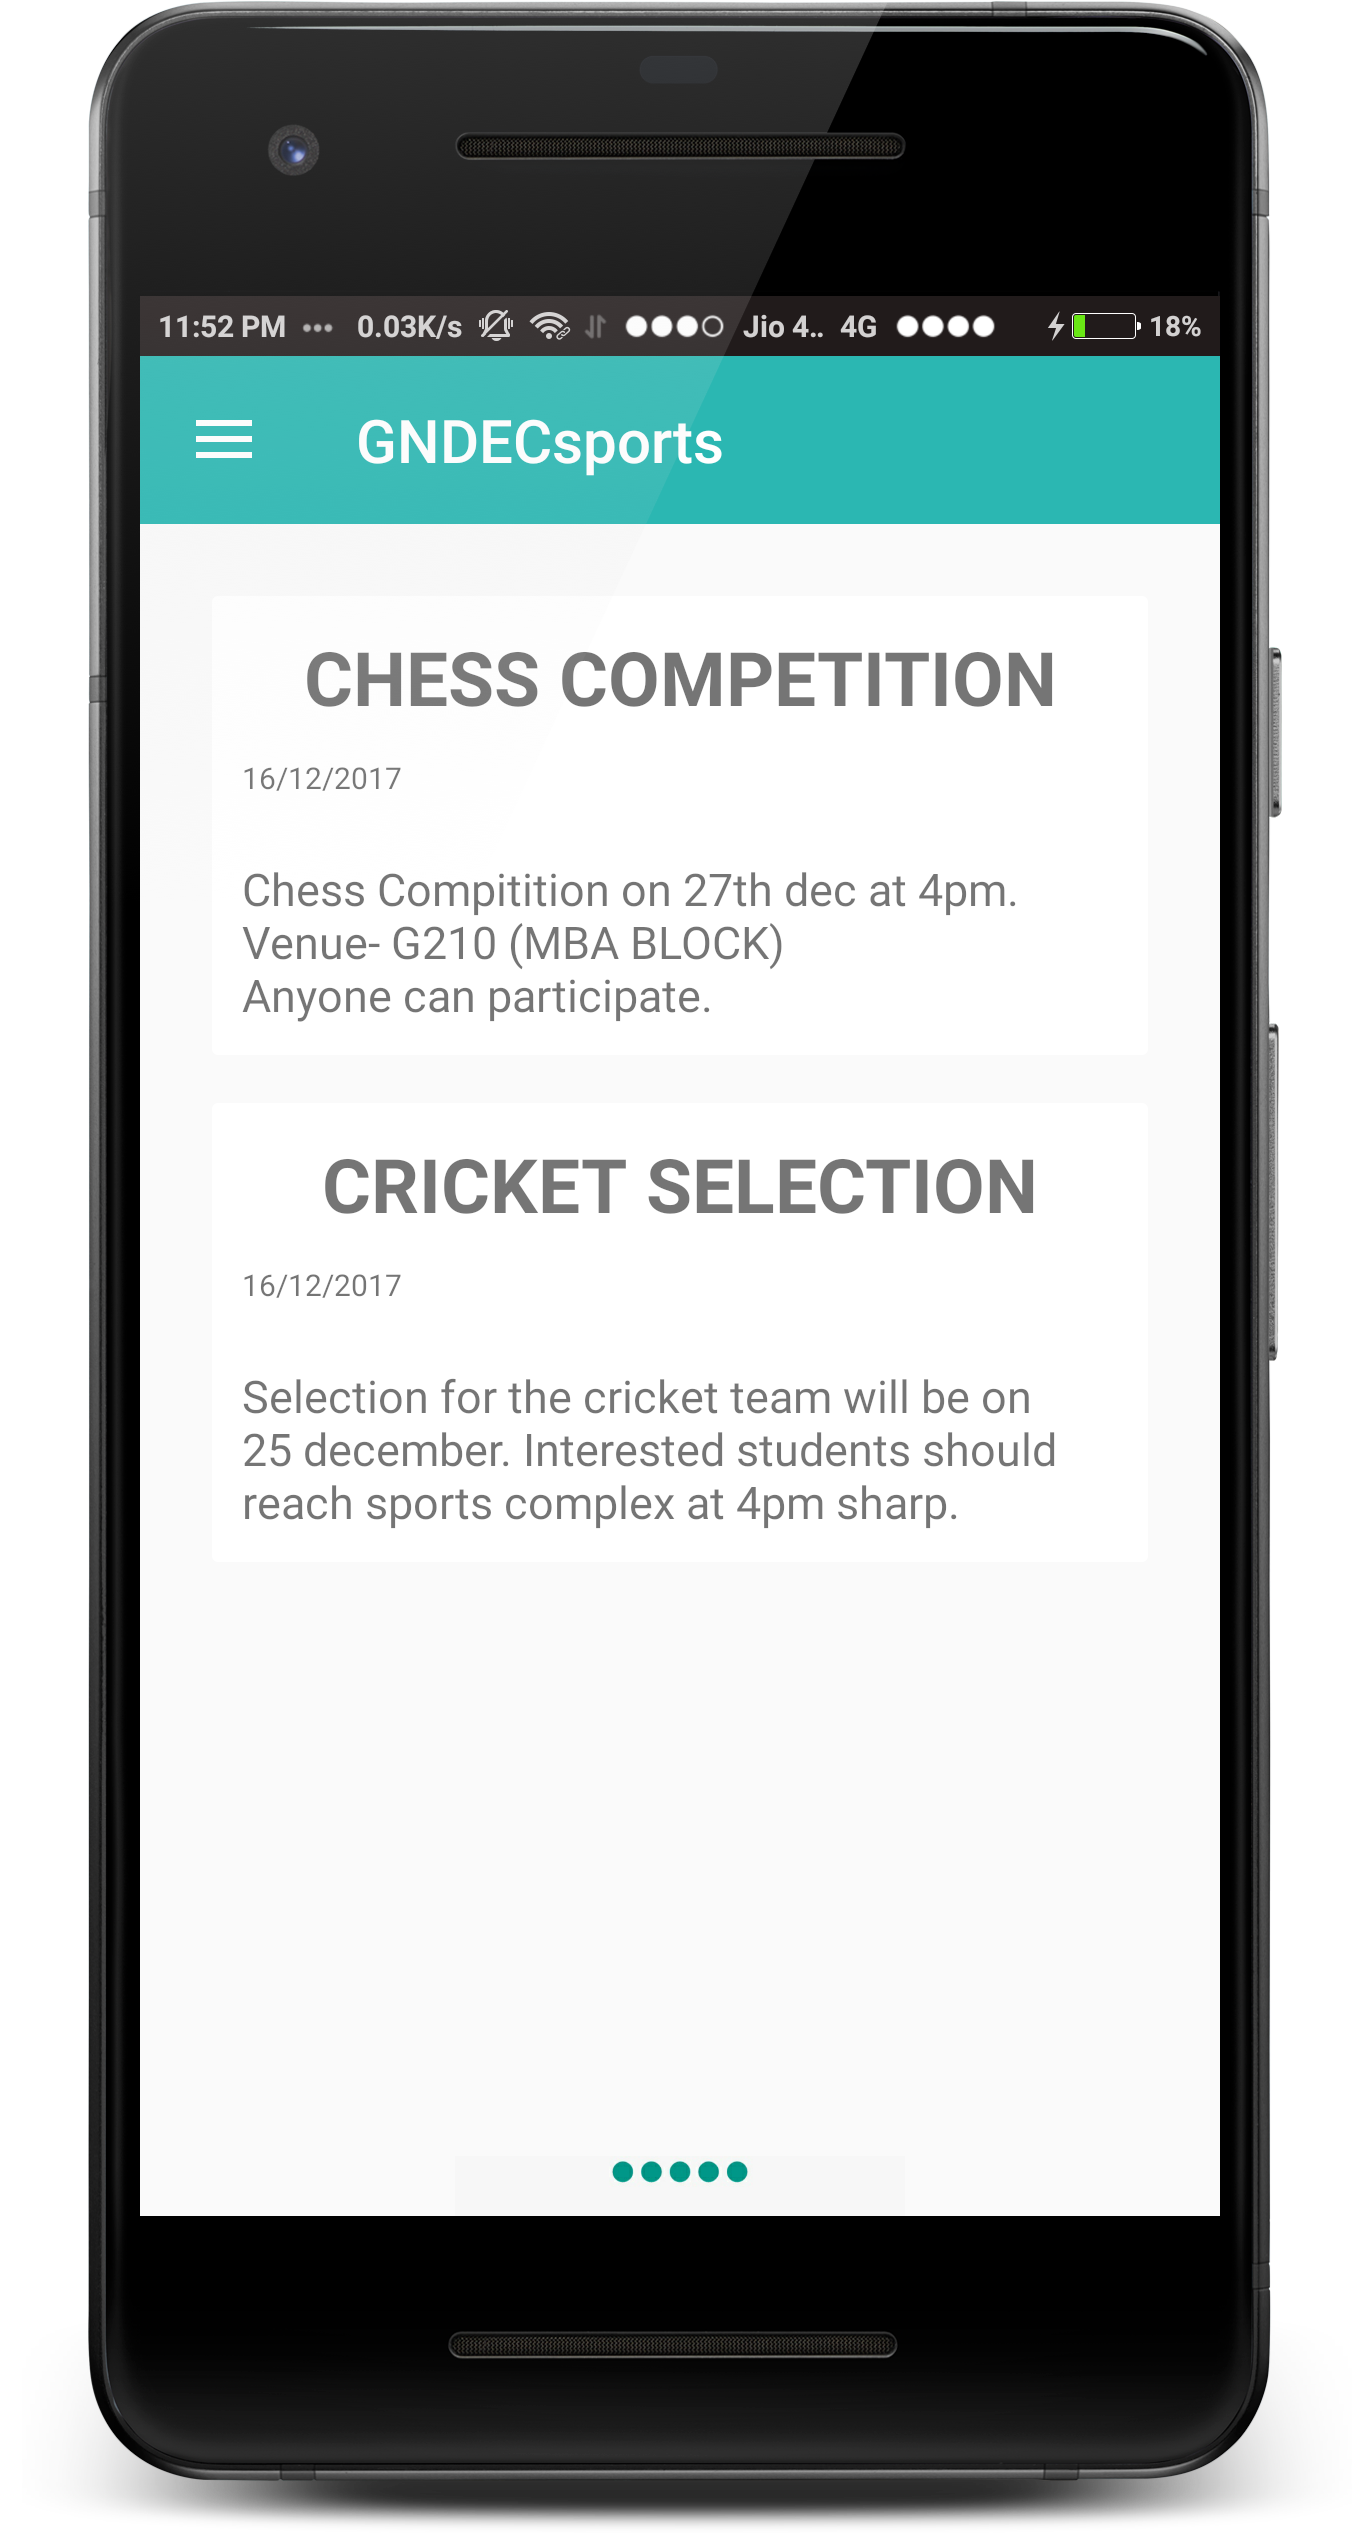 11:52 PM ... 0.03K/s Jio 4.. 4G 18%
GNDECsports
CHESS COMPETITION
16/12/2017
Chess Compitition on 27th dec at 4pm.
Venue- G210 (MBA BLOCK)
Anyone can participate.
CRICKET SELECTION
16/12/2017
Selection for the cricket team will be on
25 december. Interested students should
reach sports complex at 4pm sharp.